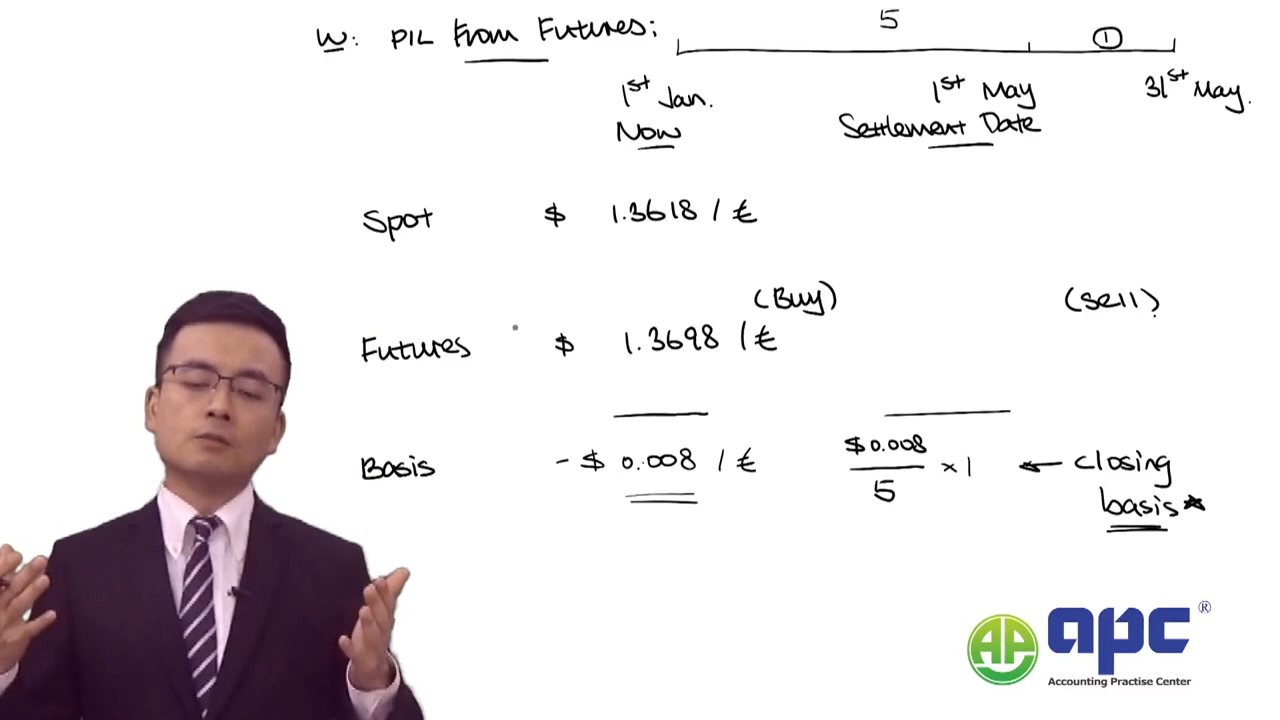 W: P/L From Futures:
5
1
1st Jan. 1st May 31st May.
Now Settlement Date
Spot $ 1.3618 / €
(Buy) (Sell)
Futures $ 1.3698 / €
Basis - $ 0.008 / € $0.008 / 5 × 1 ← closing basis*
apc®
Accounting Practise Center